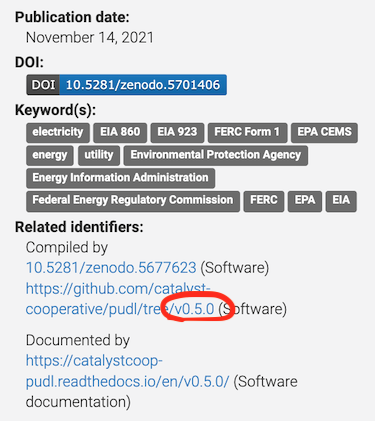 Publication date:
November 14, 2021
DOI:
DOI 10.5281/zenodo.5701406
Keyword(s):
electricity EIA 860 EIA 923 FERC Form 1 EPA CEMS
energy utility Environmental Protection Agency
Energy Information Administration
Federal Energy Regulatory Commission FERC EPA EIA
Related identifiers:
Compiled by
10.5281/zenodo.5677623 (Software)
https://github.com/catalyst-
cooperative/pudl/tree/v0.5.0 (Software)
Documented by
https://catalystcoop-
pudl.readthedocs.io/en/v0.5.0/ (Software
documentation)